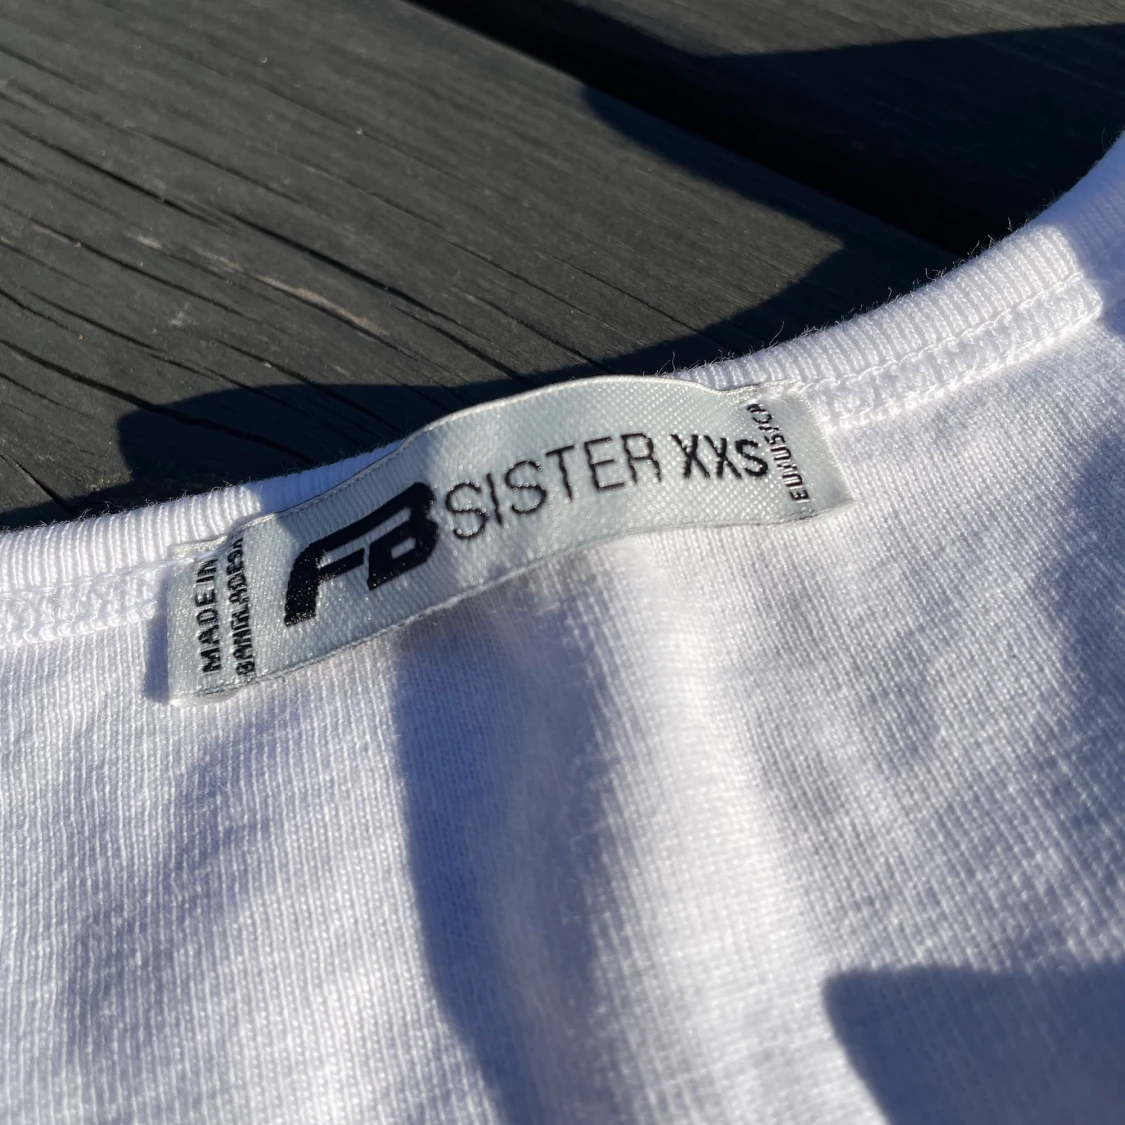 MADE IN
BANGLADESH
FB SISTER XXS
EU/US/CA